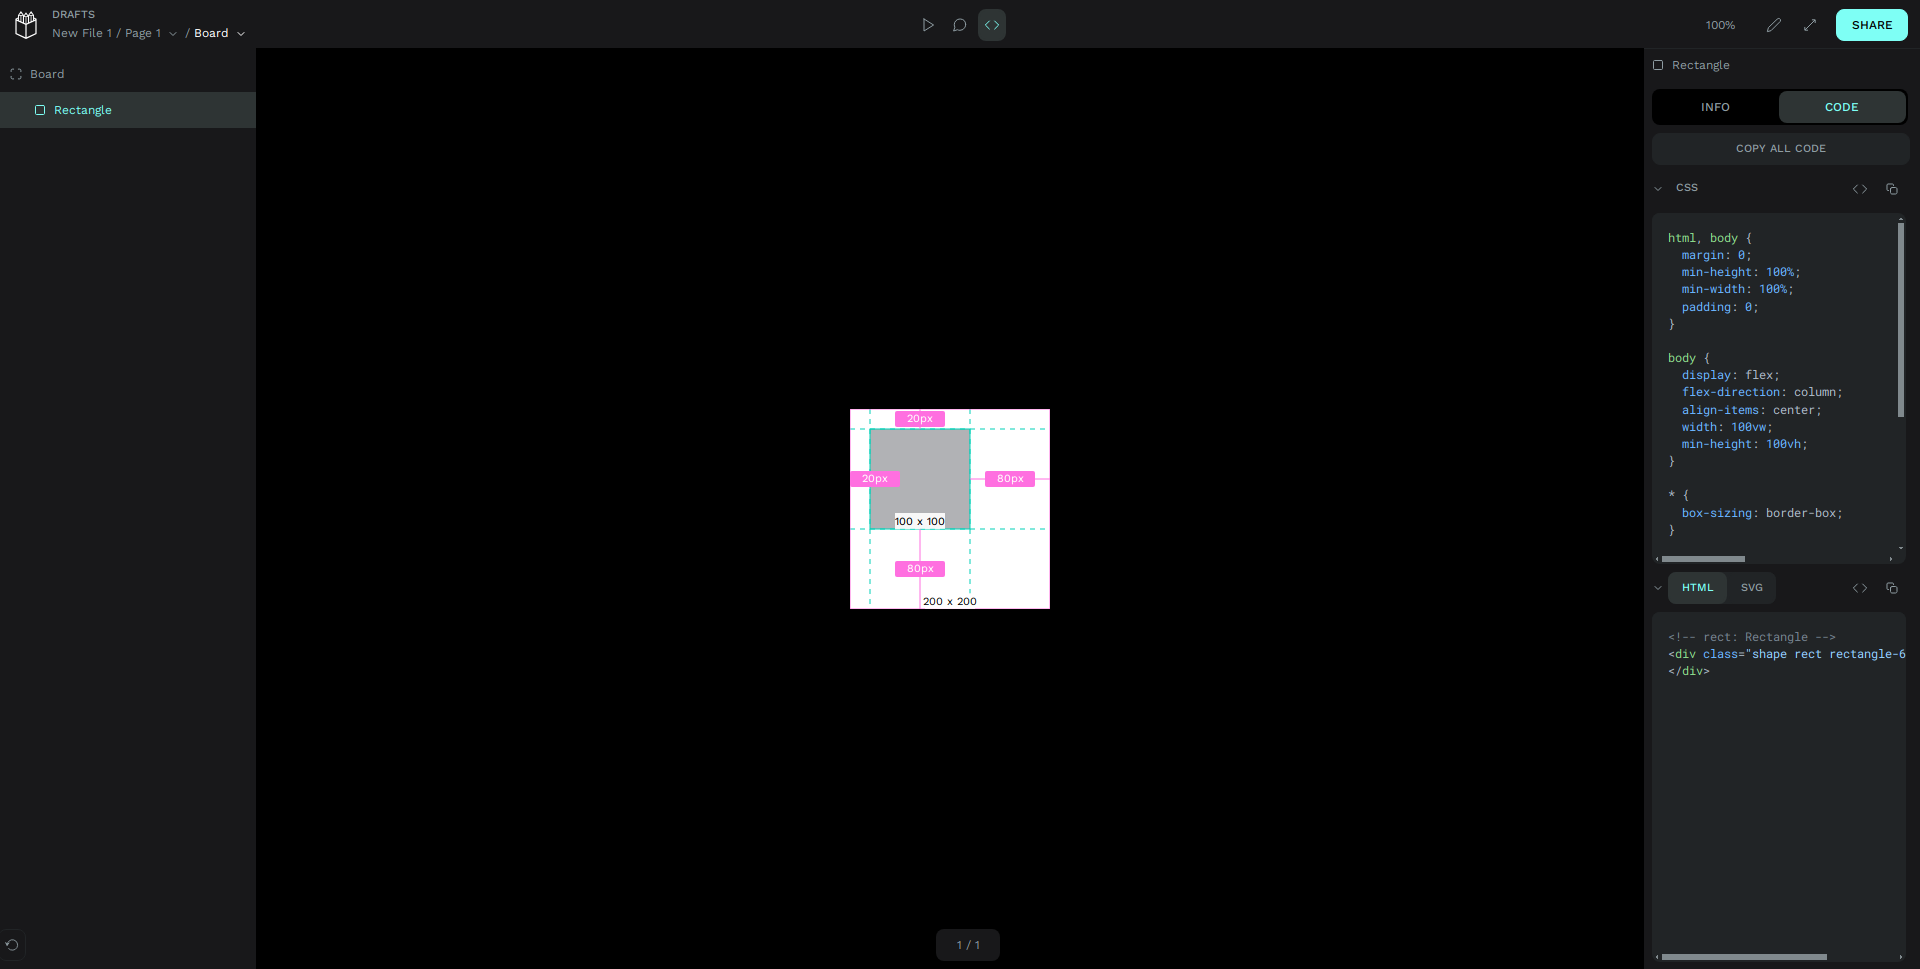 DRAFTS
New File 1 / Page 1 / Board
100%
SHARE
Board
Rectangle
Rectangle
INFO
CODE
COPY ALL CODE
CSS
html, body {
margin: 0;
min-height: 100%;
min-width: 100%;
padding: 0;
}
body {
display: flex;
flex-direction: column;
align-items: center;
width: 100vw;
min-height: 100vh;
}
* {
box-sizing: border-box;
}
HTML
SVG
<!-- rect: Rectangle -->
<div class="shape rect rectangle-6
</div>
20px
20px
80px
100 x 100
80px
200 x 200
1 / 1